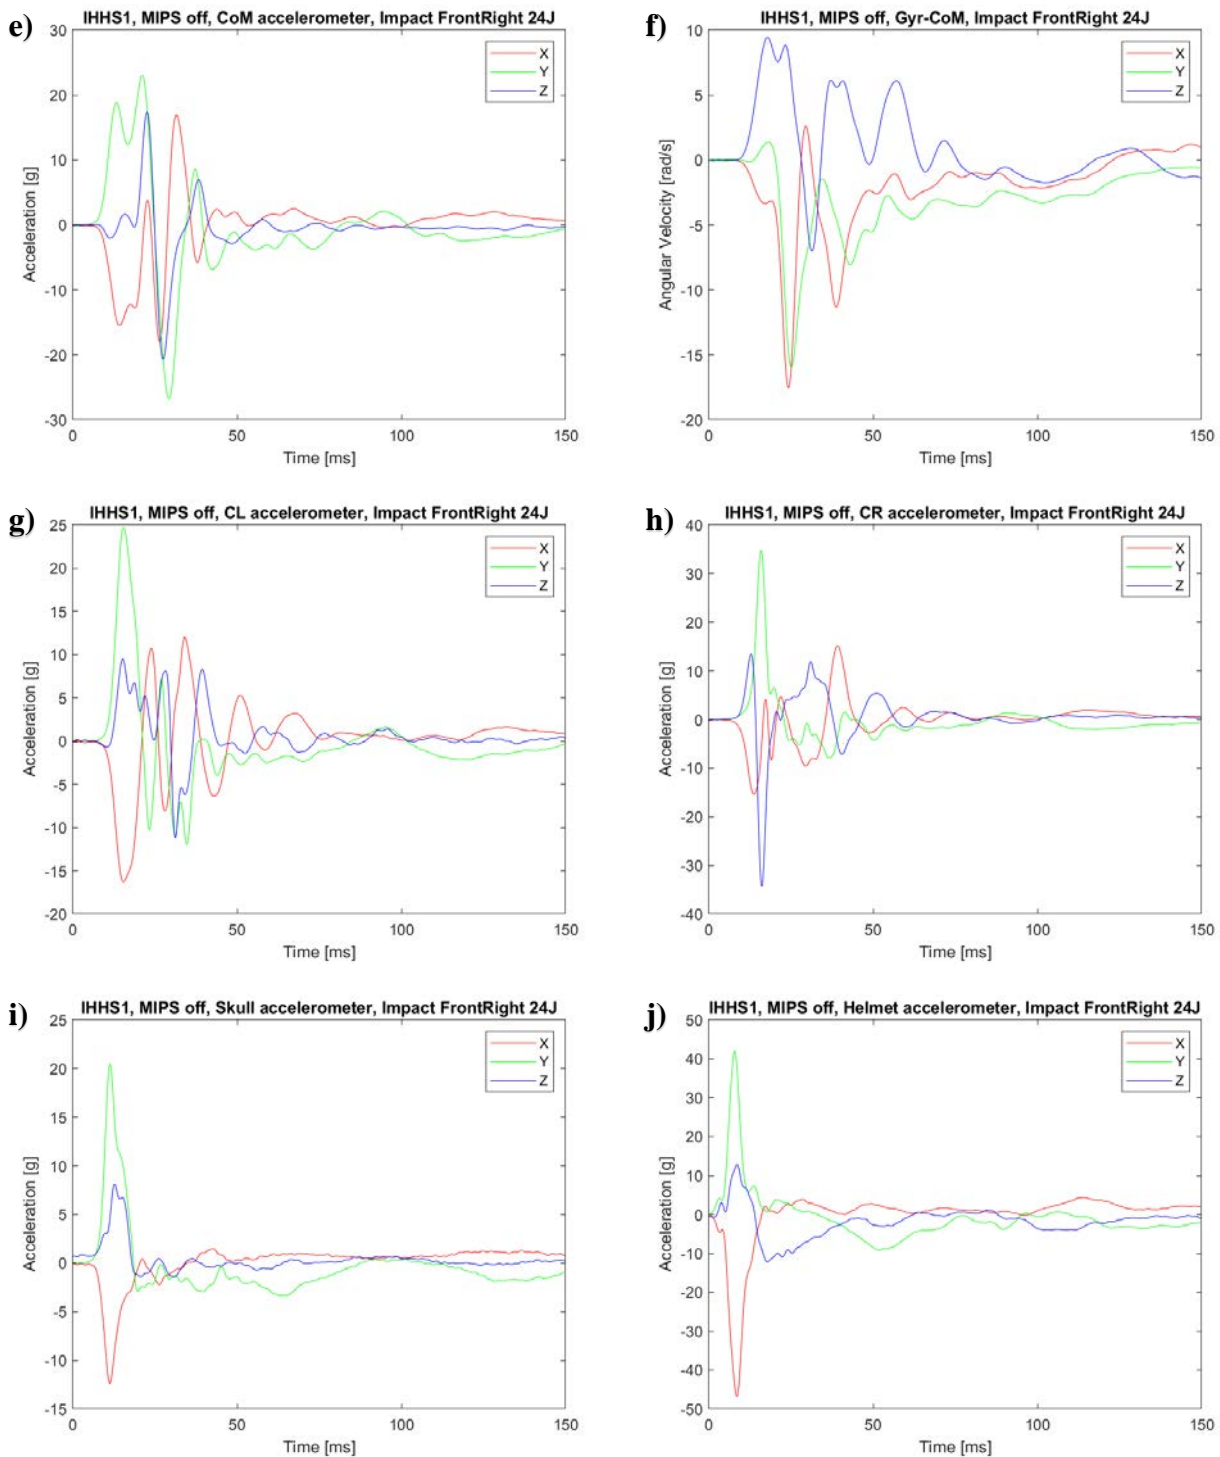 e)
IHHS1, MIPS off, CoM accelerometer, Impact FrontRight 24J
30
20
10
0
-10
-20
-30
Acceleration [g]
0 50 100 150
Time [ms]
X
Y
Z
f)
IHHS1, MIPS off, Gyr-CoM, Impact FrontRight 24J
10
5
0
-5
-10
-15
-20
Angular Velocity [rad/s]
0 50 100 150
Time [ms]
X
Y
Z
g)
IHHS1, MIPS off, CL accelerometer, Impact FrontRight 24J
25
20
15
10
5
0
-5
-10
-15
-20
Acceleration [g]
0 50 100 150
Time [ms]
X
Y
Z
h)
IHHS1, MIPS off, CR accelerometer, Impact FrontRight 24J
40
30
20
10
0
-10
-20
-30
-40
Acceleration [g]
0 50 100 150
Time [ms]
X
Y
Z
i)
IHHS1, MIPS off, Skull accelerometer, Impact FrontRight 24J
25
20
15
10
5
0
-5
-10
-15
Acceleration [g]
0 50 100 150
Time [ms]
X
Y
Z
j)
IHHS1, MIPS off, Helmet accelerometer, Impact FrontRight 24J
50
40
30
20
10
0
-10
-20
-30
-40
-50
Acceleration [g]
0 50 100 150
Time [ms]
X
Y
Z